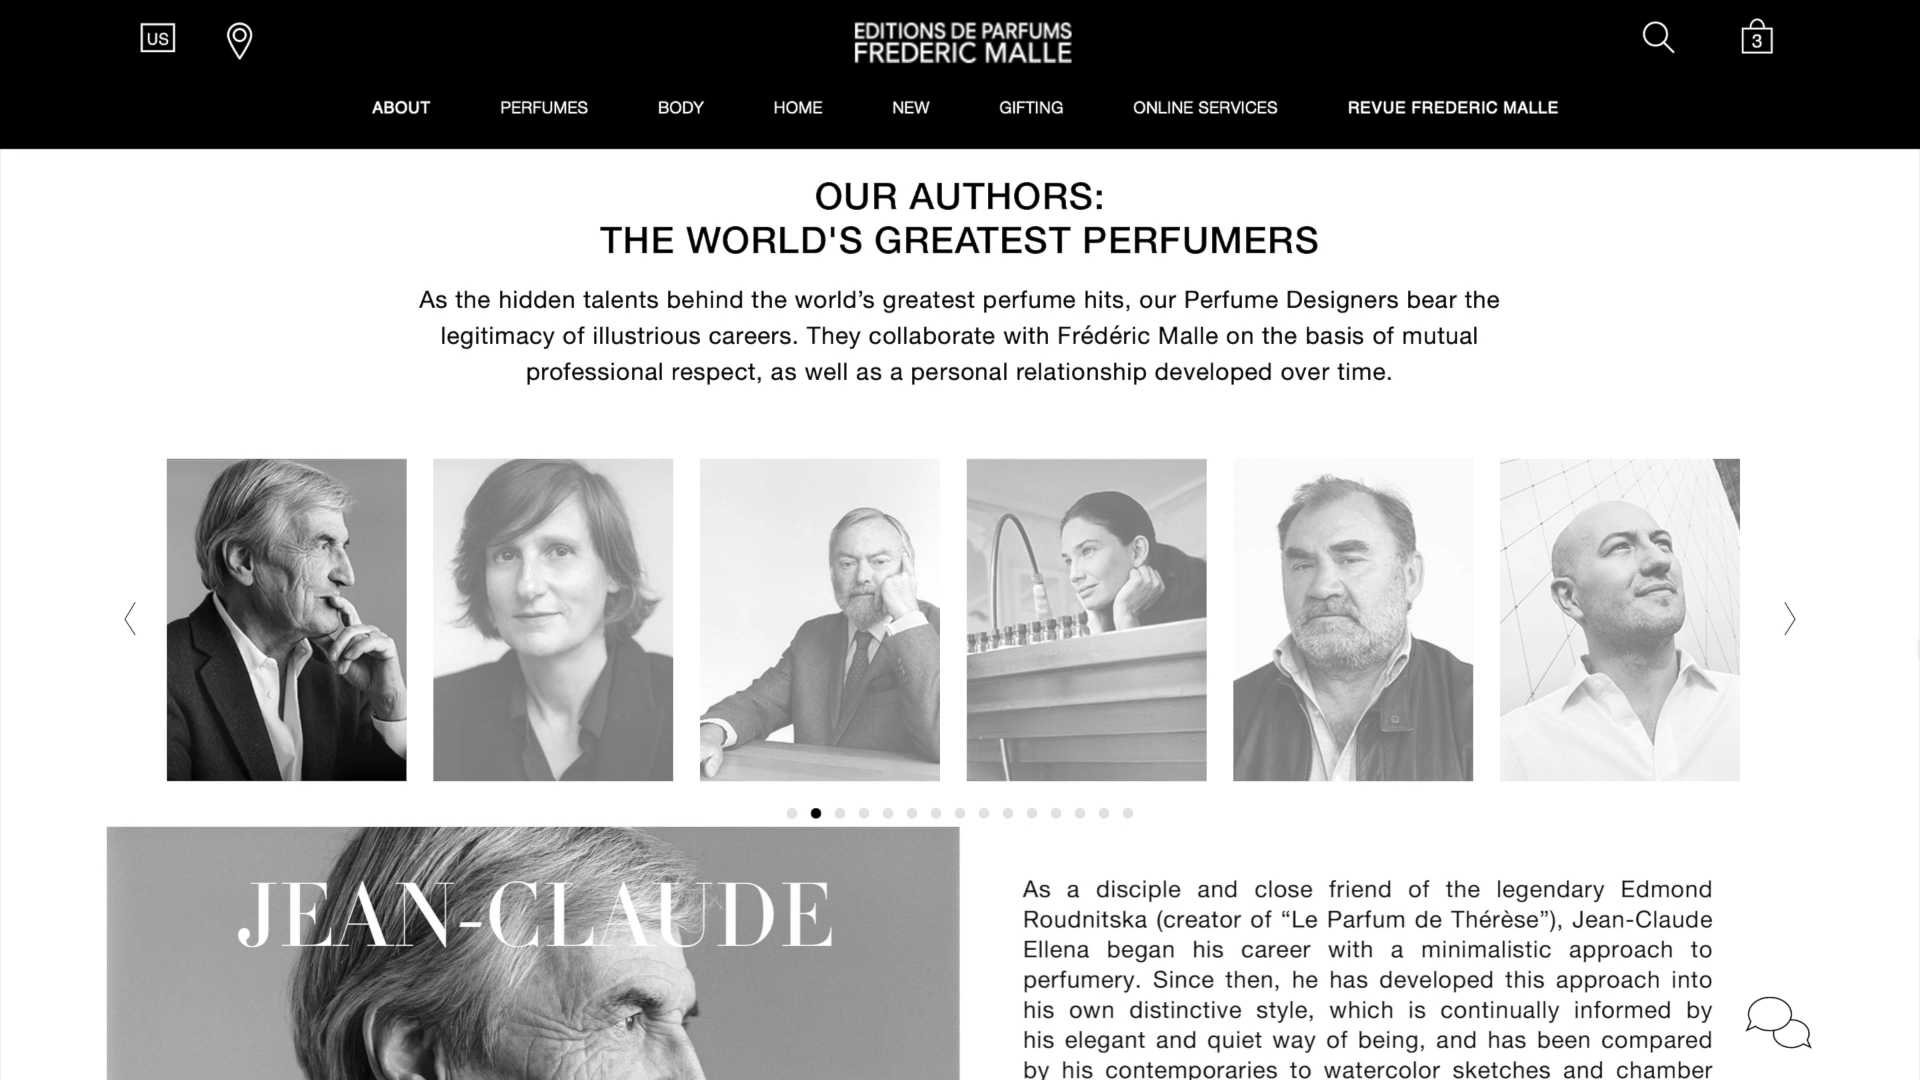 US
EDITIONS DE PARFUMS
FREDERIC MALLE
3
ABOUT PERFUMES BODY HOME NEW GIFTING ONLINE SERVICES REVUE FREDERIC MALLE
OUR AUTHORS:
THE WORLD'S GREATEST PERFUMERS
As the hidden talents behind the world’s greatest perfume hits, our Perfume Designers bear the
legitimacy of illustrious careers. They collaborate with Frédéric Malle on the basis of mutual
professional respect, as well as a personal relationship developed over time.
JEAN-CLAUDE
As a disciple and close friend of the legendary Edmond
Roudnitska (creator of “Le Parfum de Thérèse”), Jean-Claude
Ellena began his career with a minimalistic approach to
perfumery. Since then, he has developed this approach into
his own distinctive style, which is continually informed by
his elegant and quiet way of being, and has been compared
by his contemporaries to watercolor sketches and chamber